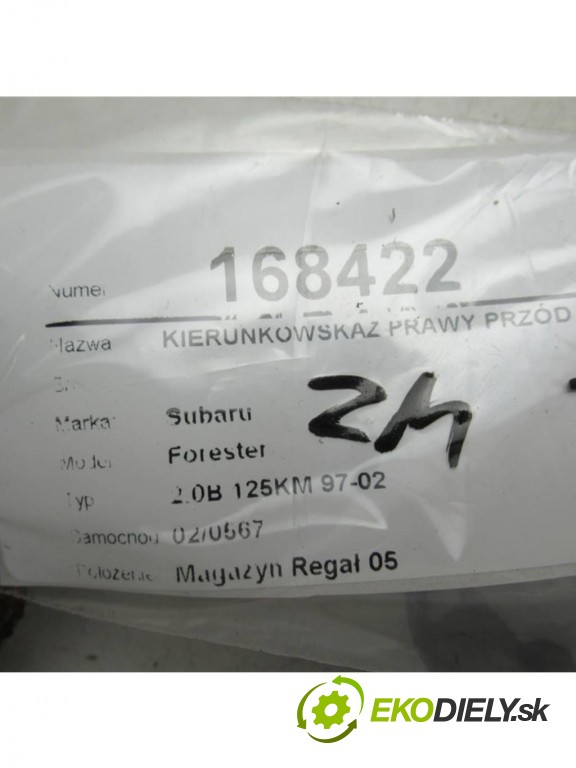 Numer 168422
Nazwa KIERUNKOWSKAZ PRAWY PRZÓD
Marka: Subaru
Model Forester
Typ 2.0B 125KM 97-02
Samochód 02/0567
Położenie Magazyn Regał 05
EKODIELY.sk